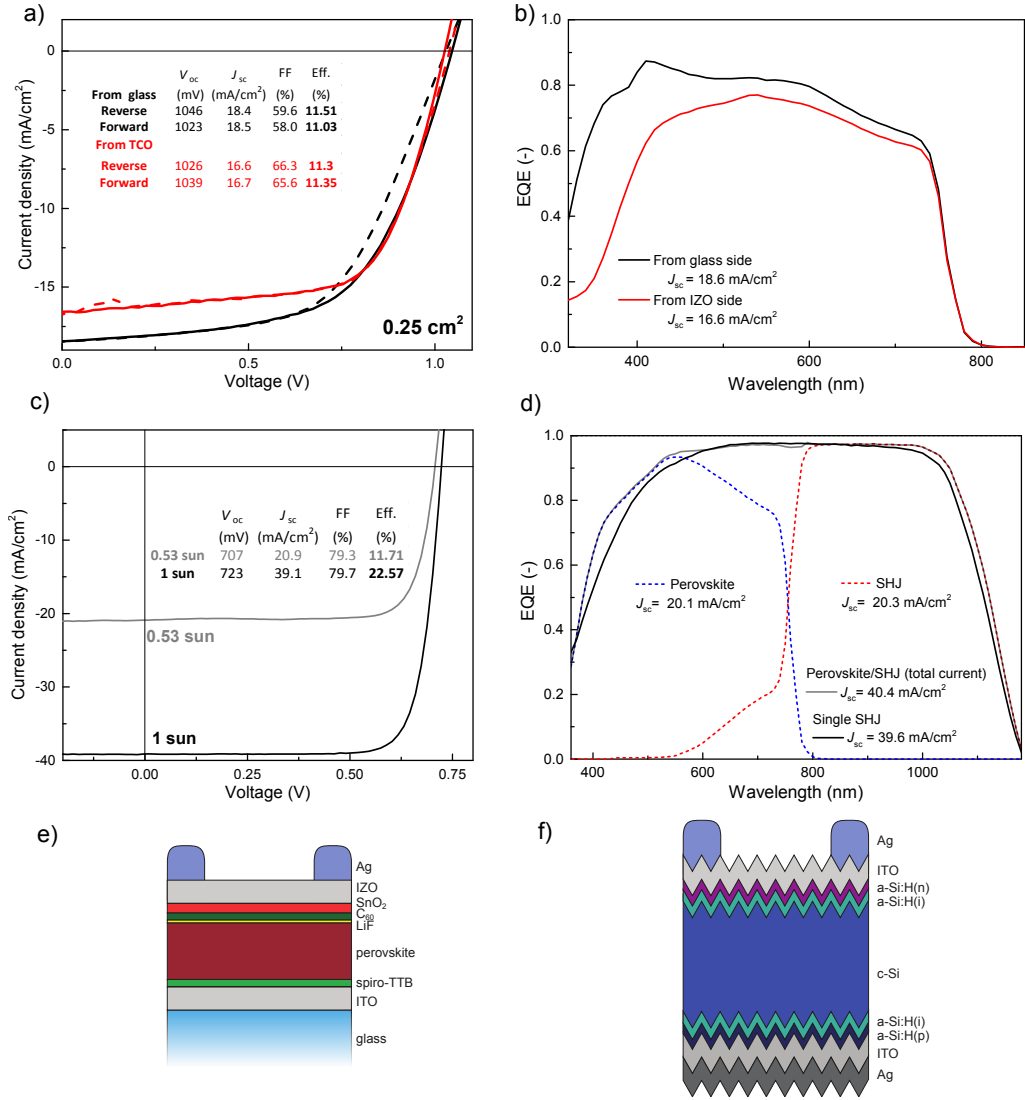 a)
V_oc J_sc FF Eff.
From glass (mV) (mA/cm²) (%) (%)
Reverse 1046 18.4 59.6 11.51
Forward 1023 18.5 58.0 11.03
From TCO
Reverse 1026 16.6 66.3 11.3
Forward 1039 16.7 65.6 11.35
0.25 cm²
0
-5
-10
-15
0.0 0.5 1.0
Current density (mA/cm²)
Voltage (V)
b)
1.0
0.8
0.6
0.4
0.2
0.0
From glass side
J_sc = 18.6 mA/cm²
From IZO side
J_sc = 16.6 mA/cm²
400 600 800
EQE (-)
Wavelength (nm)
c)
0
-10
-20
-30
-40
V_oc J_sc FF Eff.
(mV) (mA/cm²) (%) (%)
0.53 sun 707 20.9 79.3 11.71
1 sun 723 39.1 79.7 22.57
0.53 sun
1 sun
0.00 0.25 0.50 0.75
Current density (mA/cm²)
Voltage (V)
d)
1.0
0.8
0.6
0.4
0.2
0.0
Perovskite
J_sc= 20.1 mA/cm²
SHJ
J_sc= 20.3 mA/cm²
Perovskite/SHJ (total current)
J_sc= 40.4 mA/cm²
Single SHJ
J_sc = 39.6 mA/cm²
400 600 800 1000
EQE (-)
Wavelength (nm)
e)
Ag
IZO
SnO₂
C₆₀
LiF
perovskite
spiro-TTB
ITO
glass
f)
Ag
ITO
a-Si:H(n)
a-Si:H(i)
c-Si
a-Si:H(i)
a-Si:H(p)
ITO
Ag